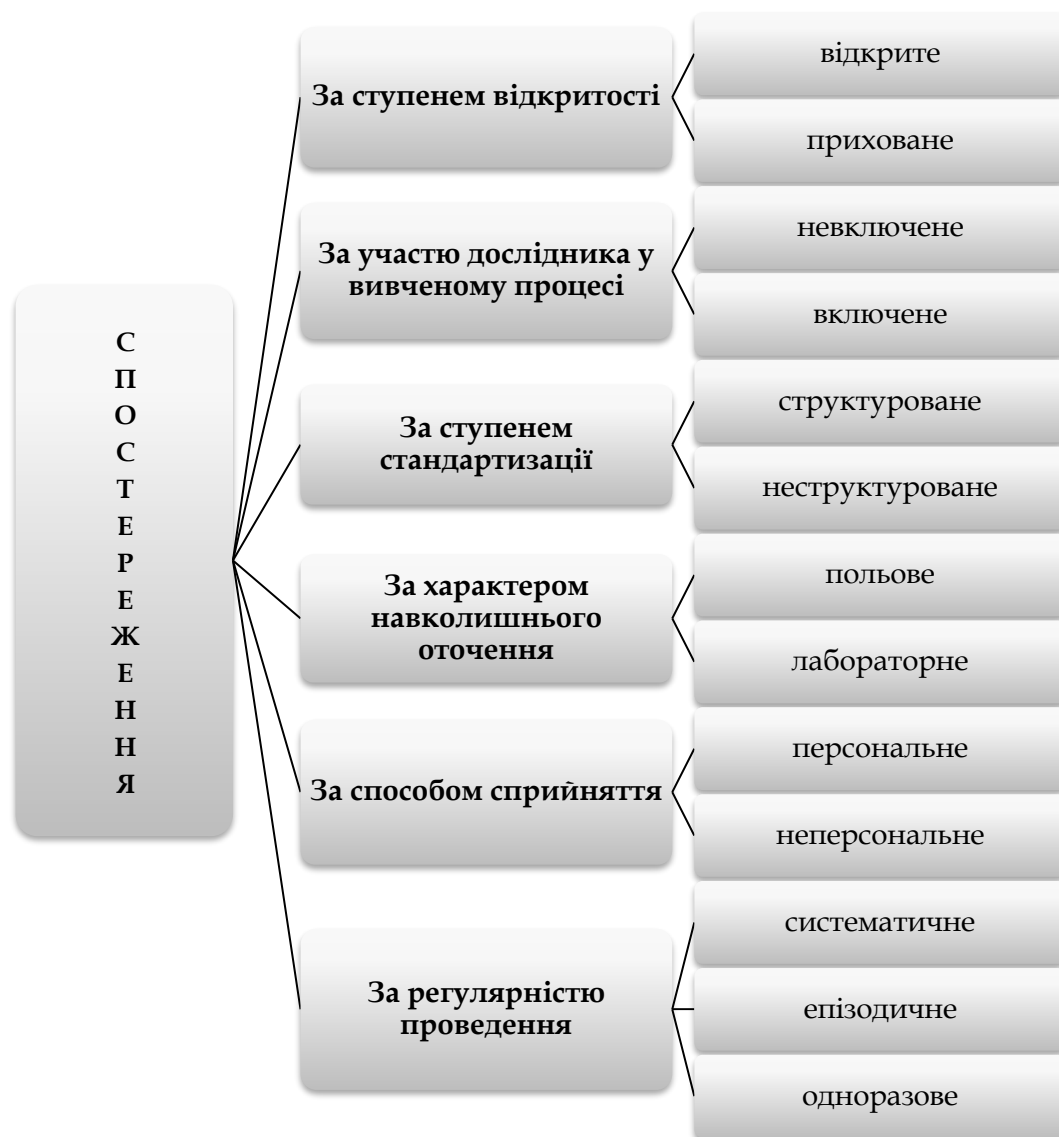 СПОСТЕРЕЖЕННЯ
За ступенем відкритості
відкрите
приховане
За участю дослідника у
вивченому процесі
невключене
включене
За ступенем
стандартизації
структуроване
неструктуроване
За характером
навколишнього
оточення
польове
лабораторне
За способом сприйняття
персональне
неперсональне
За регулярністю
проведення
систематичне
епізодичне
одноразове